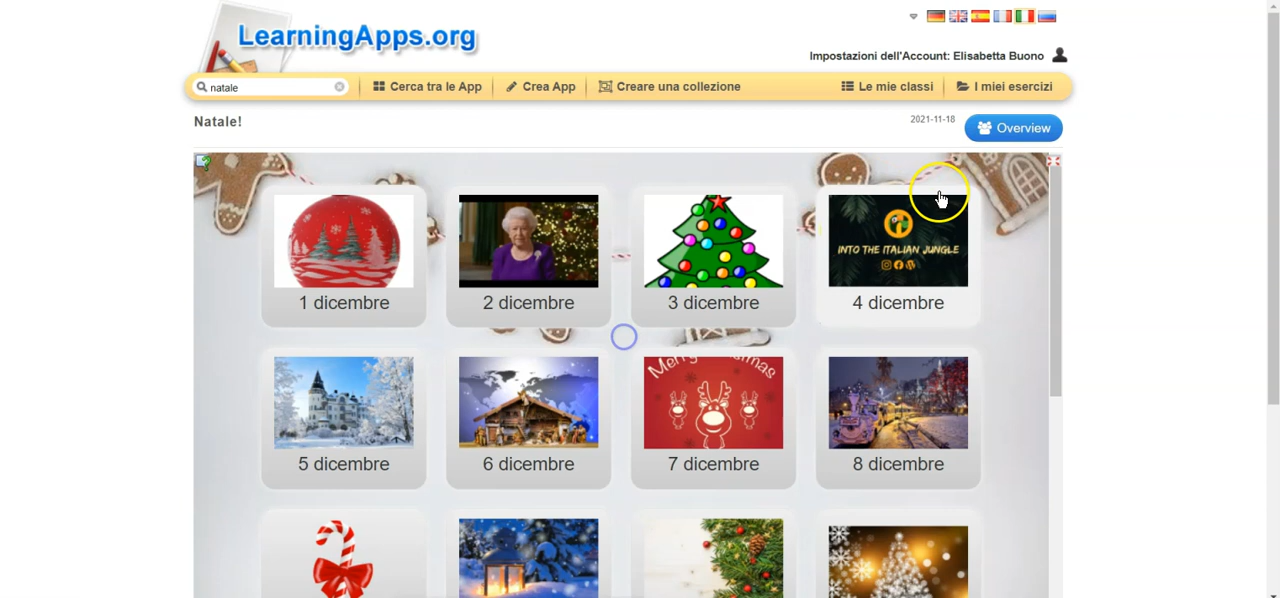 LearningApps.org
Impostazioni dell'Account: Elisabetta Buono
natale
Cerca tra le App
Crea App
Creare una collezione
Le mie classi
I miei esercizi
Natale!
2021-11-18
Overview
INTO THE ITALIAN JUNGLE
1 dicembre
2 dicembre
3 dicembre
4 dicembre
Merry Christmas
5 dicembre
6 dicembre
7 dicembre
8 dicembre